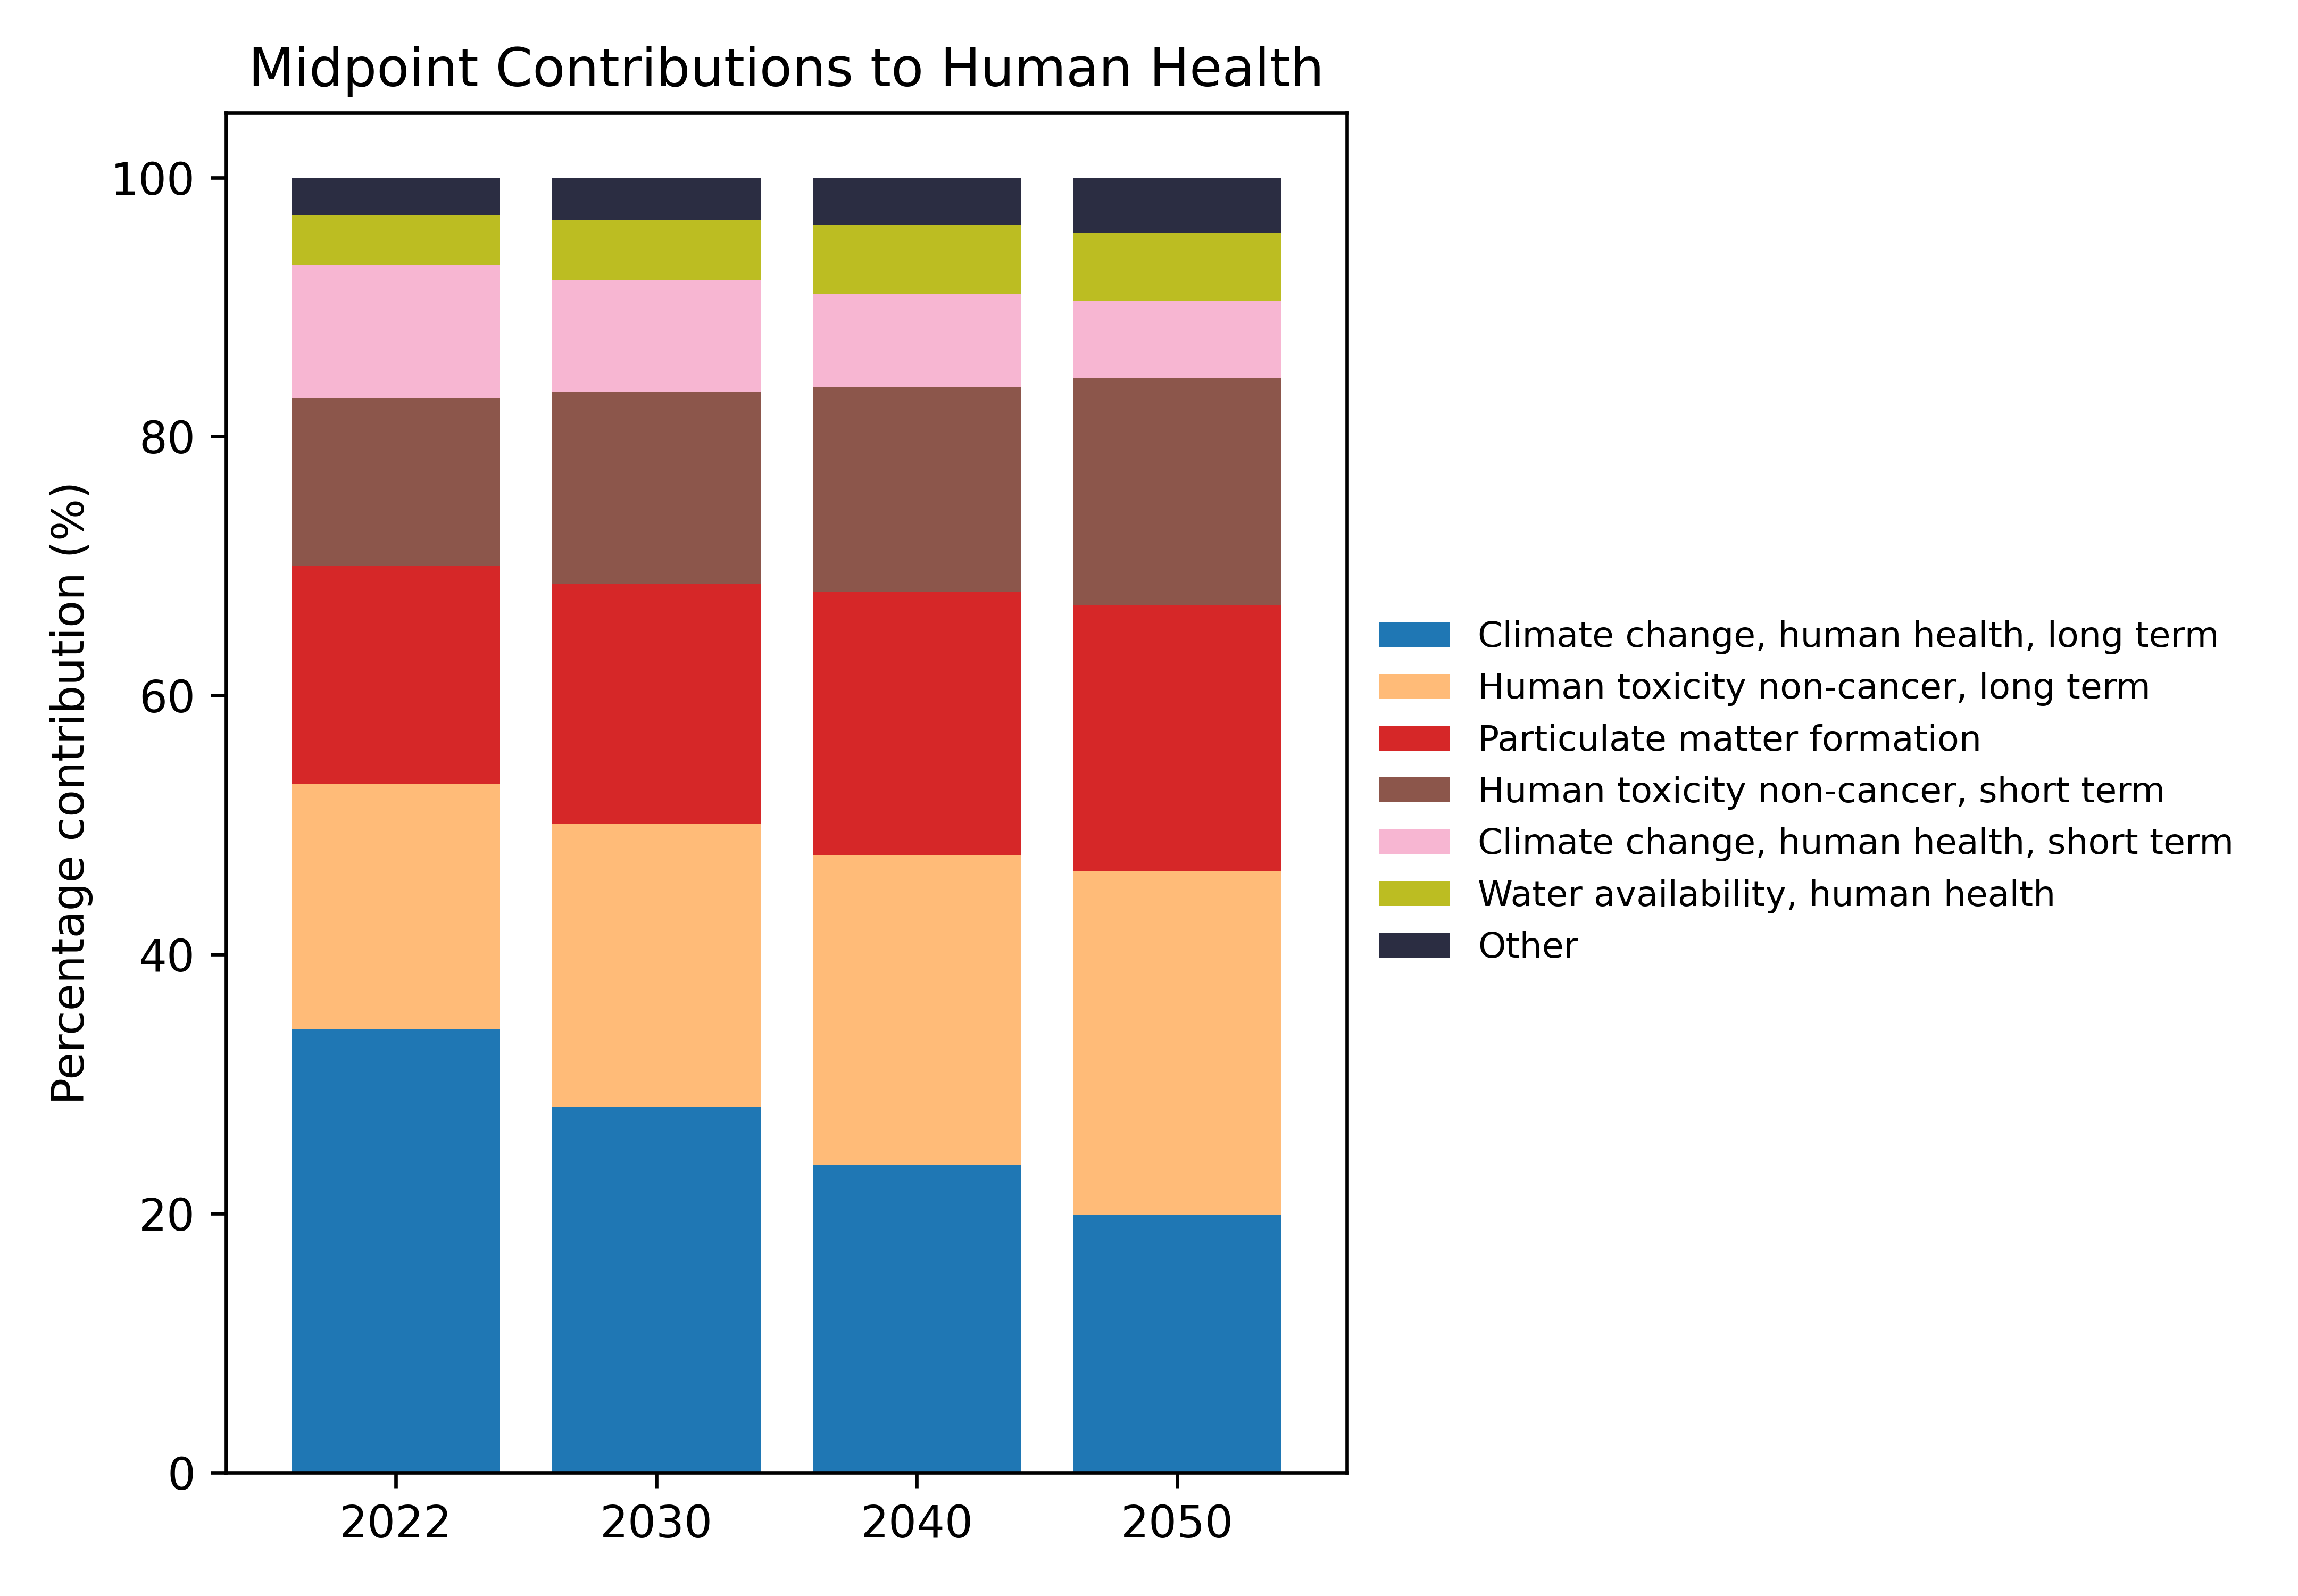 Midpoint Contributions to Human Health
Percentage contribution (%)
100
80
60
40
20
0
2022
2030
2040
2050
Climate change, human health, long term
Human toxicity non-cancer, long term
Particulate matter formation
Human toxicity non-cancer, short term
Climate change, human health, short term
Water availability, human health
Other